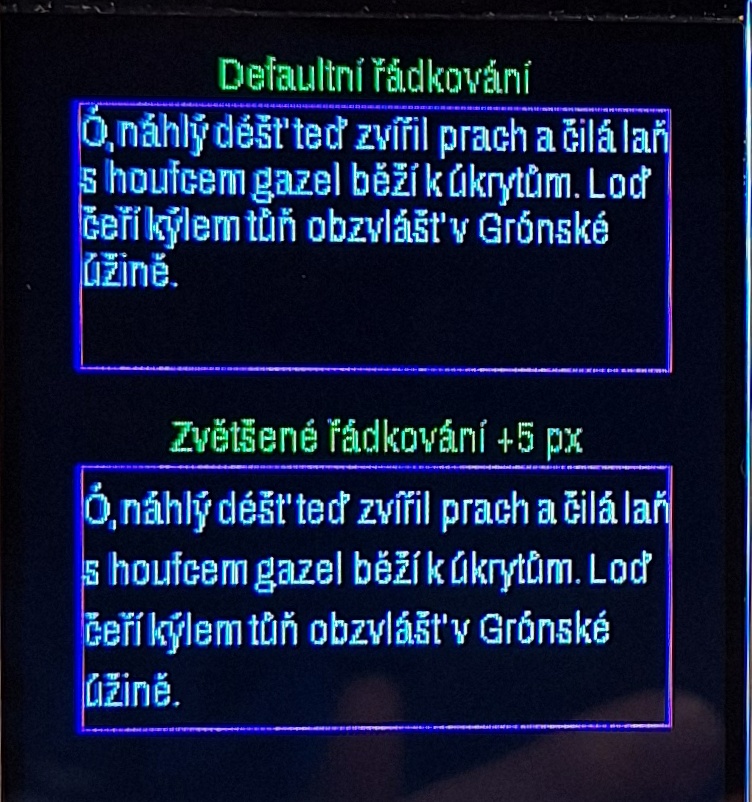 Defaultní řádkování
Ó, náhlý déšť teď zvířil prach a čilá laň
s houfcem gazel běží k úkrytům. Loď
čeří kýlem tůň obzvlášť v Grónské
úžině.
Zvětšené řádkování +5 px
Ó, náhlý déšť teď zvířil prach a čilá laň
s houfcem gazel běží k úkrytům. Loď
čeří kýlem tůň obzvlášť v Grónské
úžině.